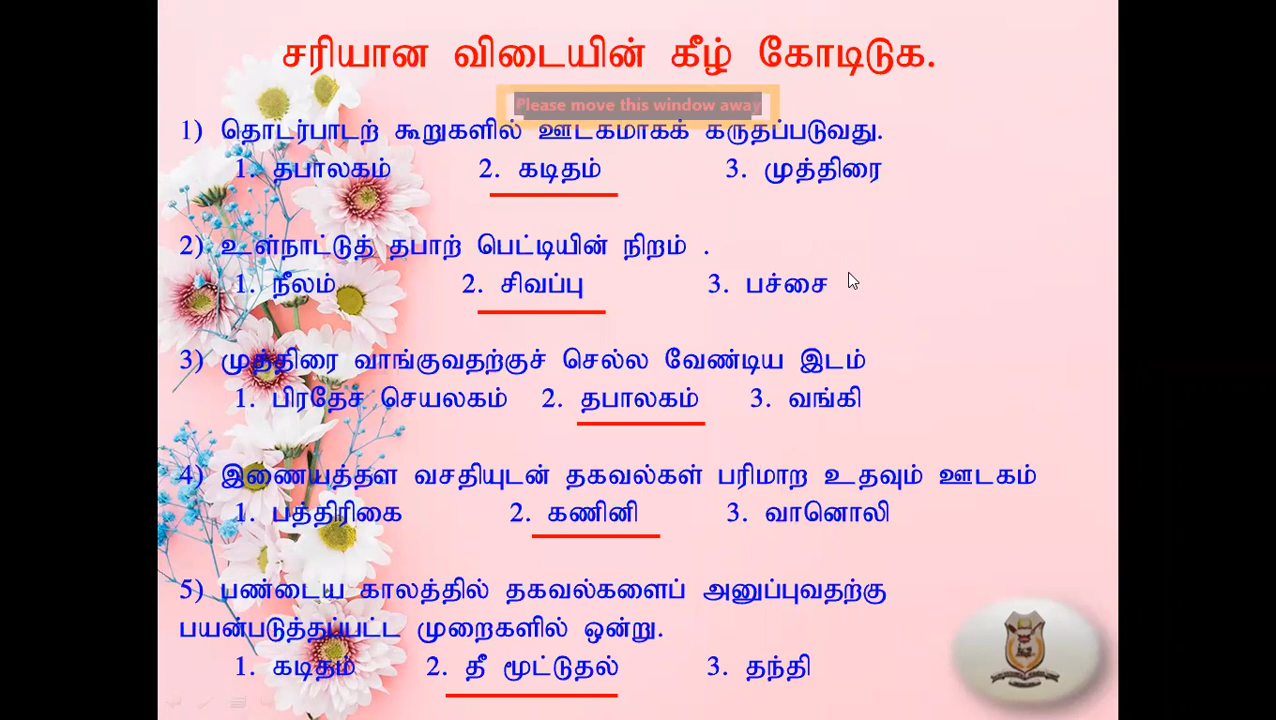 சரியான விடையின் கீழ் கோடிடுக.
Please move this window away
1) தொடர்பாடற் கூறுகளில் ஊடகமாகக் கருதப்படுவது.
1. தபாலகம் 2. கடிதம் 3. முத்திரை
2) உள்நாட்டுத் தபாற் பெட்டியின் நிறம் .
1. நீலம் 2. சிவப்பு 3. பச்சை
3) முத்திரை வாங்குவதற்குச் செல்ல வேண்டிய இடம்
1. பிரதேச செயலகம் 2. தபாலகம் 3. வங்கி
4) இணையத்தள வசதியுடன் தகவல்கள் பரிமாற உதவும் ஊடகம்
1. பத்திரிகை 2. கணினி 3. வானொலி
5) பண்டைய காலத்தில் தகவல்களைப் அனுப்புவதற்கு
பயன்படுத்தப்பட்ட முறைகளில் ஒன்று.
1. கடிதம் 2. தீ மூட்டுதல் 3. தந்தி